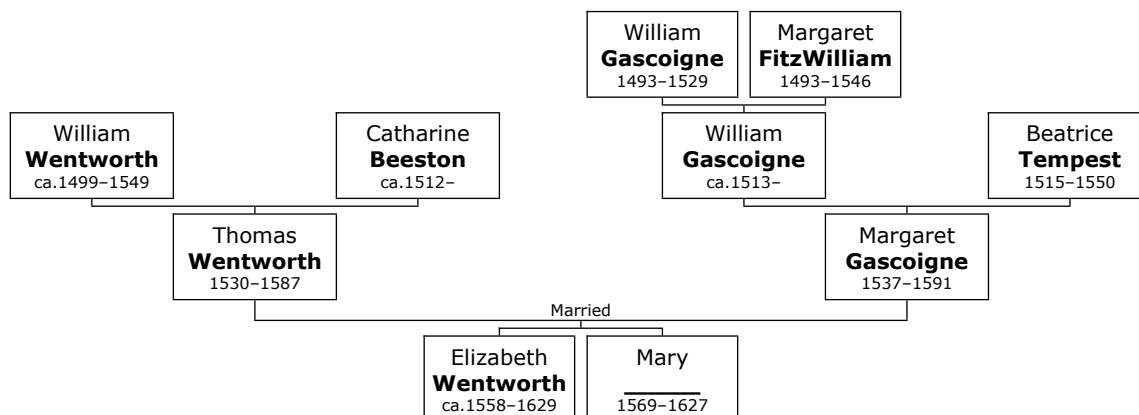 William
Gascoigne
1493–1529
Margaret
FitzWilliam
1493–1546
William
Wentworth
ca.1499–1549
Catharine
Beeston
ca.1512–
William
Gascoigne
ca.1513–
Beatrice
Tempest
1515–1550
Thomas
Wentworth
1530–1587
Margaret
Gascoigne
1537–1591
Married
Elizabeth
Wentworth
ca.1558–1629
Mary
________
1569–1627